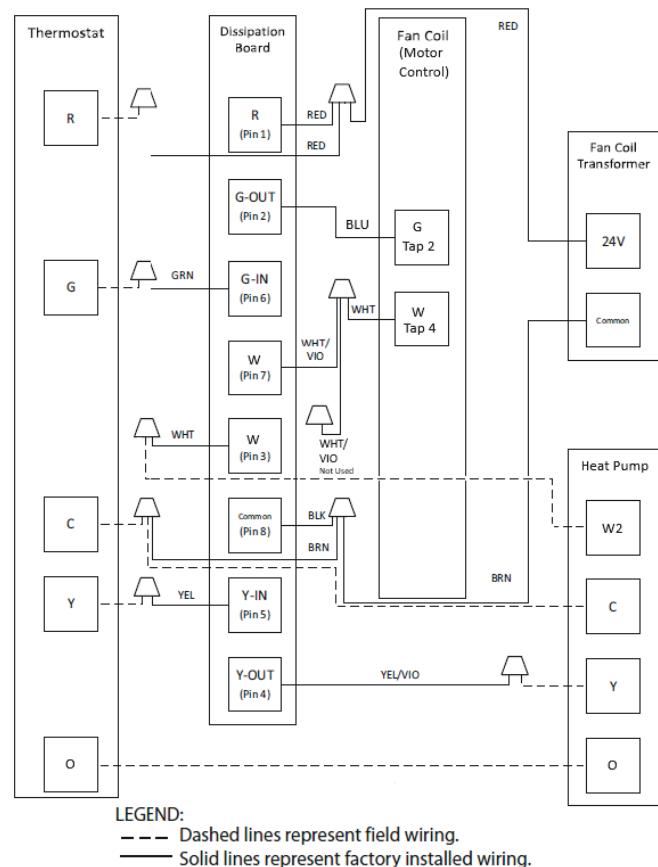 Thermostat
R
G
C
Y
O
Dissipation
Board
R
(Pin 1)
G-OUT
(Pin 2)
G-IN
(Pin 6)
W
(Pin 7)
W
(Pin 3)
Common
(Pin 8)
Y-IN
(Pin 5)
Y-OUT
(Pin 4)
GRN
WHT
YEL
RED
RED
BLU
WHT/
VIO
WHT
WHT/
VIO
Not Used
BLK
BRN
YEL/VIO
Fan Coil
(Motor
Control)
G
Tap 2
W
Tap 4
RED
BRN
Fan Coil
Transformer
24V
Common
Heat Pump
W2
C
Y
O
LEGEND:
Dashed lines represent field wiring.
Solid lines represent factory installed wiring.